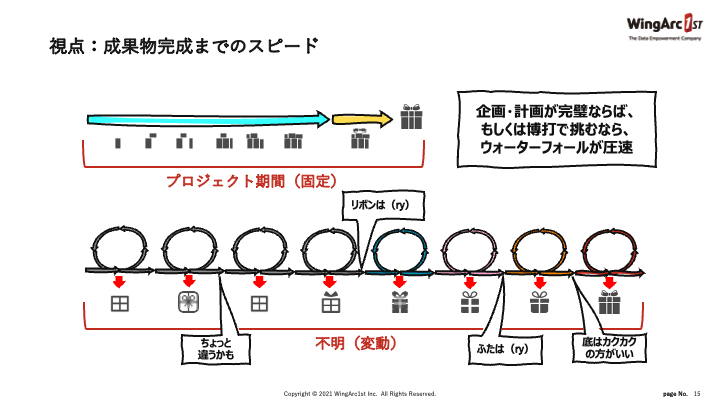 WingArc1ST
The Data Empowerment Company
視点：成果物完成までのスピード
企画・計画が完璧ならば、
もしくは博打で挑むなら、
ウォーターフォールが圧速
プロジェクト期間（固定）
リボンは（ry）
ちょっと
違うかも
不明（変動）
ふたは（ry）
底はカクカク
の方がいい
Copyright © 2021 WingArc1st Inc. All Rights Reserved.
page No. 15